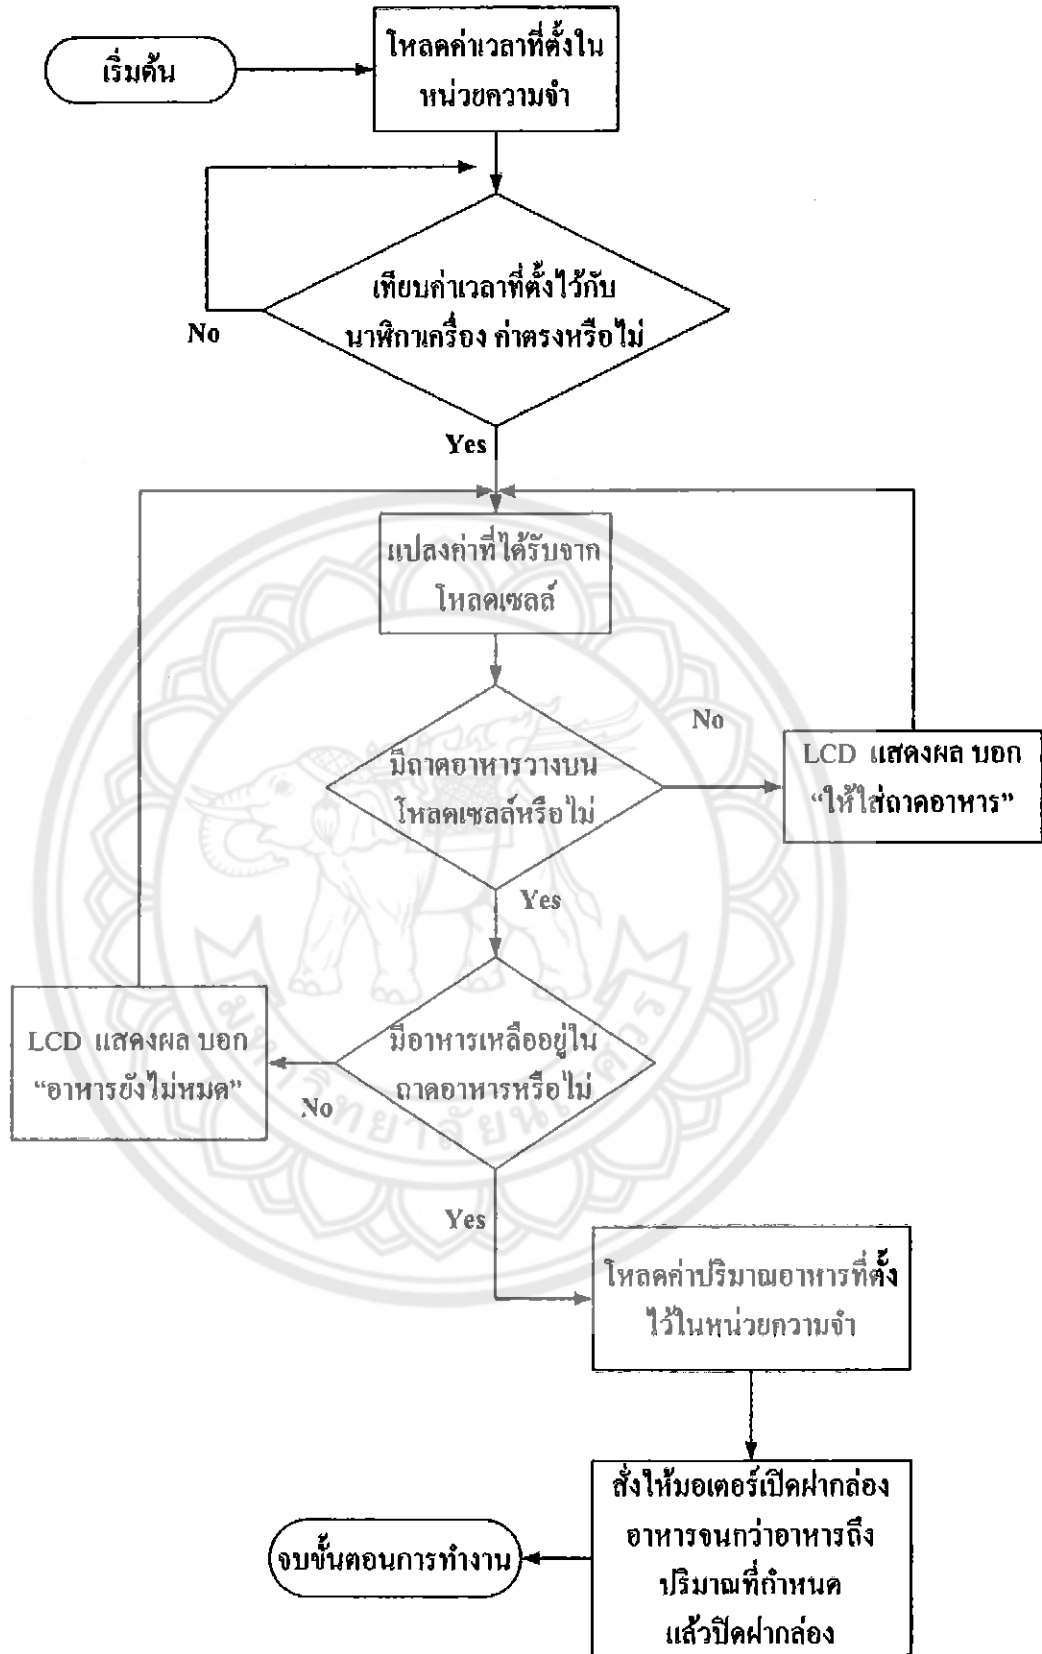 เริ่มต้น
โหลดค่าเวลาที่ตั้งใน
หน่วยความจำ
เทียบค่าเวลาที่ตั้งไว้กับ
นาฬิกาเครื่อง ค่าตรงหรือไม่
No
Yes
แปลงค่าที่ได้รับจาก
โหลดเซลล์
มีถาดอาหารวางบน
โหลดเซลล์หรือไม่
No
LCD แสดงผล บอก
“ให้ใส่ถาดอาหาร”
Yes
มีอาหารเหลืออยู่ใน
ถาดอาหารหรือไม่
No
LCD แสดงผล บอก
“อาหารยังไม่หมด”
Yes
โหลดค่าปริมาณอาหารที่ตั้ง
ไว้ในหน่วยความจำ
สั่งให้มอเตอร์เปิดฝากล่อง
อาหารจนกว่าอาหารถึง
ปริมาณที่กำหนด
แล้วปิดฝากล่อง
จบขั้นตอนการทำงาน
มหาวิทยาลัยนเรศวร